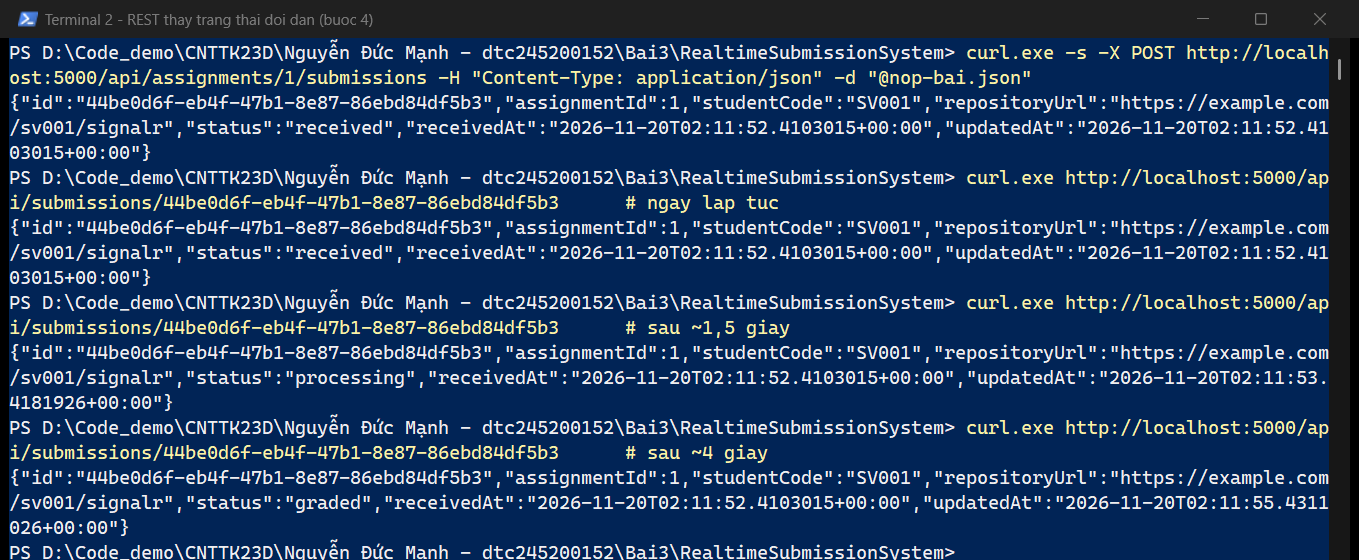 Terminal 2 - REST thay trang thai doi dan (buoc 4)
PS D:\Code_demo\CNTTK23D\Nguyễn Đức Mạnh - dtc245200152\Bai3\RealtimeSubmissionSystem> curl.exe -s -X POST http://localh
ost:5000/api/assignments/1/submissions -H "Content-Type: application/json" -d "@nop-bai.json"
{"id":"44be0d6f-eb4f-47b1-8e87-86ebd84df5b3","assignmentId":1,"studentCode":"SV001","repositoryUrl":"https://example.com
/sv001/signalr","status":"received","receivedAt":"2026-11-20T02:11:52.4103015+00:00","updatedAt":"2026-11-20T02:11:52.41
03015+00:00"}
PS D:\Code_demo\CNTTK23D\Nguyễn Đức Mạnh - dtc245200152\Bai3\RealtimeSubmissionSystem> curl.exe http://localhost:5000/ap
i/submissions/44be0d6f-eb4f-47b1-8e87-86ebd84df5b3      # ngay lap tuc
{"id":"44be0d6f-eb4f-47b1-8e87-86ebd84df5b3","assignmentId":1,"studentCode":"SV001","repositoryUrl":"https://example.com
/sv001/signalr","status":"received","receivedAt":"2026-11-20T02:11:52.4103015+00:00","updatedAt":"2026-11-20T02:11:52.41
03015+00:00"}
PS D:\Code_demo\CNTTK23D\Nguyễn Đức Mạnh - dtc245200152\Bai3\RealtimeSubmissionSystem> curl.exe http://localhost:5000/ap
i/submissions/44be0d6f-eb4f-47b1-8e87-86ebd84df5b3      # sau ~1,5 giay
{"id":"44be0d6f-eb4f-47b1-8e87-86ebd84df5b3","assignmentId":1,"studentCode":"SV001","repositoryUrl":"https://example.com
/sv001/signalr","status":"processing","receivedAt":"2026-11-20T02:11:52.4103015+00:00","updatedAt":"2026-11-20T02:11:53.
4181926+00:00"}
PS D:\Code_demo\CNTTK23D\Nguyễn Đức Mạnh - dtc245200152\Bai3\RealtimeSubmissionSystem> curl.exe http://localhost:5000/ap
i/submissions/44be0d6f-eb4f-47b1-8e87-86ebd84df5b3      # sau ~4 giay
{"id":"44be0d6f-eb4f-47b1-8e87-86ebd84df5b3","assignmentId":1,"studentCode":"SV001","repositoryUrl":"https://example.com
/sv001/signalr","status":"graded","receivedAt":"2026-11-20T02:11:52.4103015+00:00","updatedAt":"2026-11-20T02:11:55.4311
026+00:00"}
PS D:\Code_demo\CNTTK23D\Nguyễn Đức Mạnh - dtc245200152\Bai3\RealtimeSubmissionSystem>